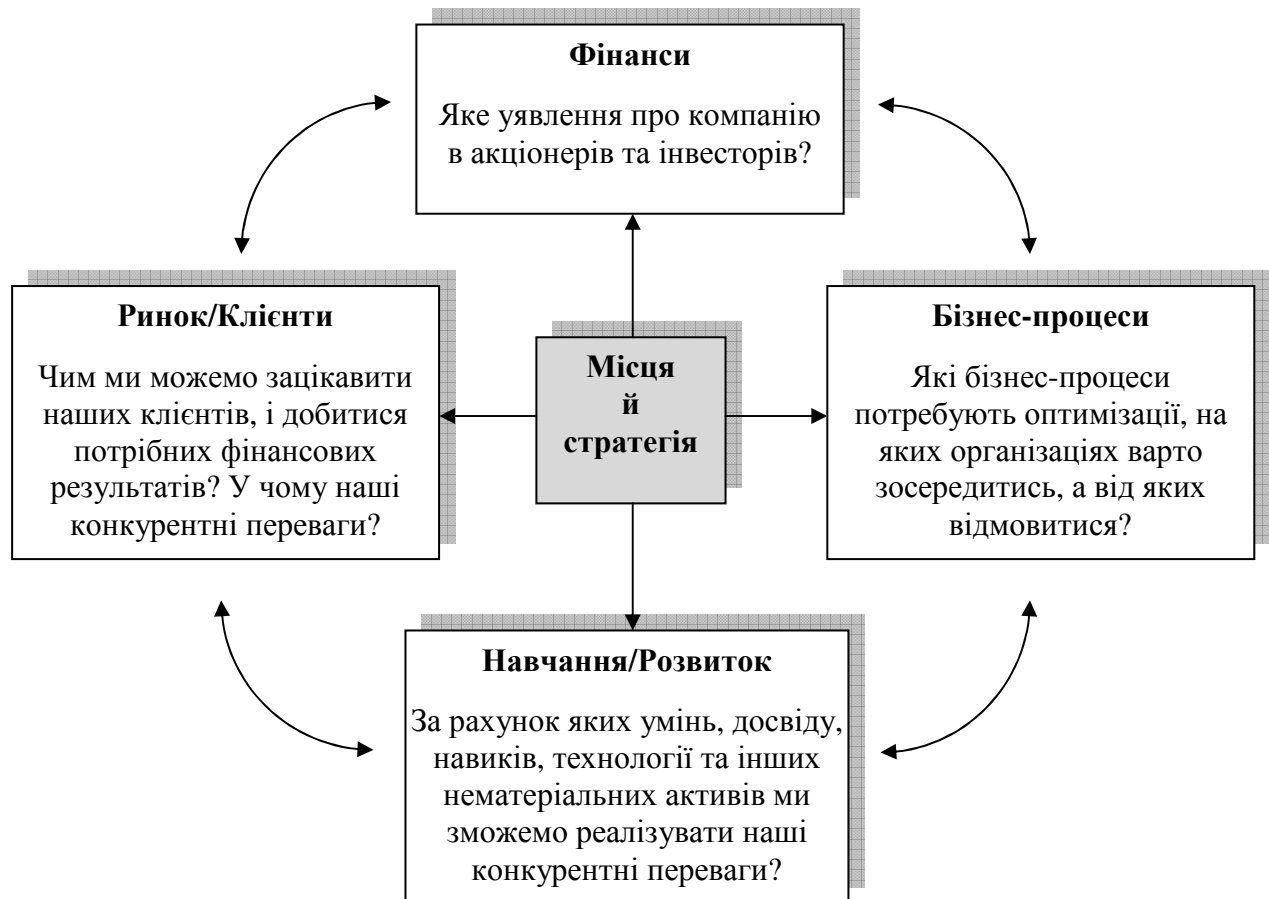 Фінанси
Яке уявлення про компанію
в акціонерів та інвесторів?
Ринок/Клієнти
Чим ми можемо зацікавити
наших клієнтів, і добитися
потрібних фінансових
результатів? У чому наші
конкурентні переваги?
Місця
й
стратегія
Бізнес-процеси
Які бізнес-процеси
потребують оптимізації, на
яких організаціях варто
зосередитись, а від яких
відмовитися?
Навчання/Розвиток
За рахунок яких умінь, досвіду,
навиків, технології та інших
нематеріальних активів ми
зможемо реалізувати наші
конкурентні переваги?